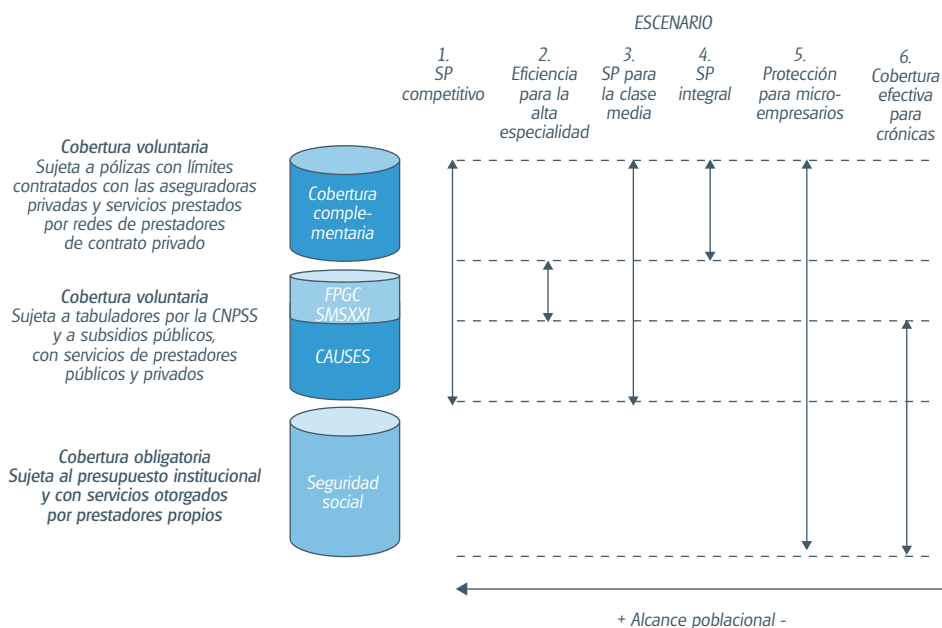 ESCENARIO
1.
SP
competitivo
2.
Eficiencia
para la
alta
especialidad
3.
SP para
la clase
media
4.
SP
integral
5.
Protección
para micro-
empresarios
6.
Cobertura
efectiva
para
crónicas
Cobertura voluntaria
Sujeta a pólizas con límites
contratados con las aseguradoras
privadas y servicios prestados
por redes de prestadores
de contrato privado
Cobertura
comple-
mentaria
Cobertura voluntaria
Sujeta a tabuladores por la CNPSS
y a subsidios públicos,
con servicios de prestadores
públicos y privados
FPGC
SMSXXI
CAUSES
Cobertura obligatoria
Sujeta al presupuesto institucional
y con servicios otorgados
por prestadores propios
Seguridad
social
+ Alcance poblacional -